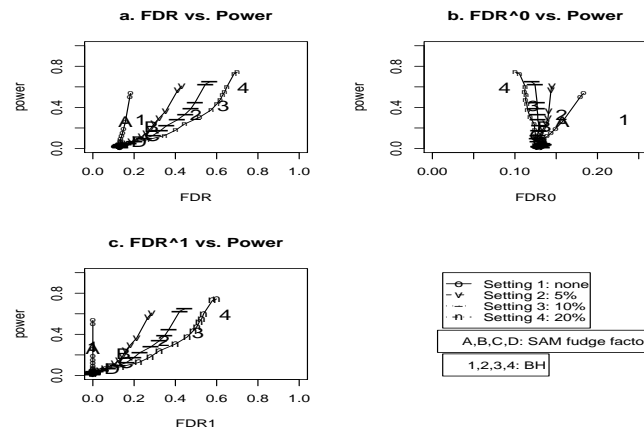 a. FDR vs. Power
power
0.0 0.4 0.8
A
1
B
2
3
4
D
0.0 0.2 0.4 0.6 0.8 1.0
FDR
b. FDR^0 vs. Power
power
0.0 0.4 0.8
4
3
B
2
A
1
0.00 0.10 0.20
FDR0
c. FDR^1 vs. Power
power
0.0 0.4 0.8
A
B
2
3
4
D
0.0 0.2 0.4 0.6 0.8 1.0
FDR1
Setting 1: none
Setting 2: 5%
Setting 3: 10%
Setting 4: 20%
A,B,C,D: SAM fudge facto
1,2,3,4: BH